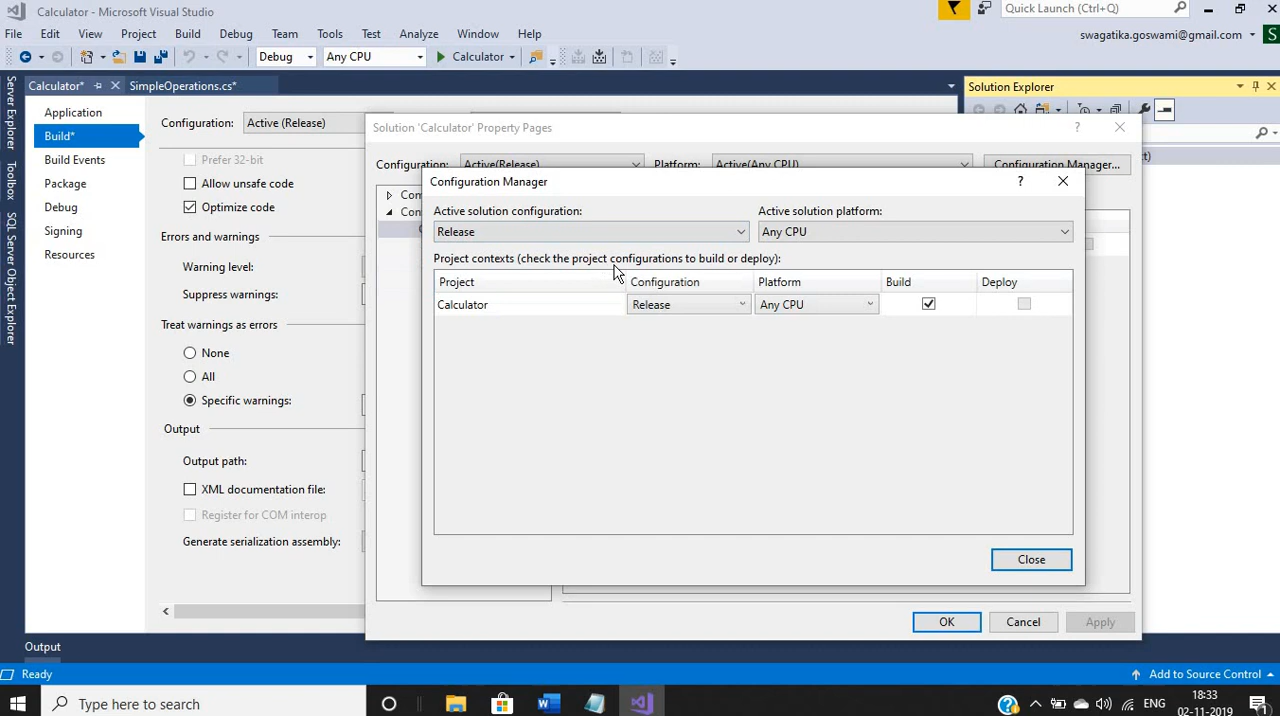 Calculator - Microsoft Visual Studio
Quick Launch (Ctrl+Q)
File Edit View Project Build Debug Team Tools Test Analyze Window Help
swagatika.goswami@gmail.com S
Debug Any CPU Calculator
Calculator* SimpleOperations.cs*
Solution Explorer
Server Explorer
Toolbox
SQL Server Object Explorer
Application
Build*
Build Events
Package
Debug
Signing
Resources
Configuration: Active (Release)
Prefer 32-bit
Allow unsafe code
Optimize code
Errors and warnings
Warning level:
Suppress warnings:
Treat warnings as errors
None
All
Specific warnings:
Output
Output path:
XML documentation file:
Register for COM interop
Generate serialization assembly:
Solution 'Calculator' Property Pages
Configuration: Active(Release) Platform: Active(Any CPU) Configuration Manager...
Configuration Manager
Active solution configuration: Active solution platform:
Release Any CPU
Project contexts (check the project configurations to build or deploy):
Project Configuration Platform Build Deploy
Calculator Release Any CPU
Close
OK Cancel Apply
Output
Ready Add to Source Control
Type here to search
ENG
18:33
02-11-2019